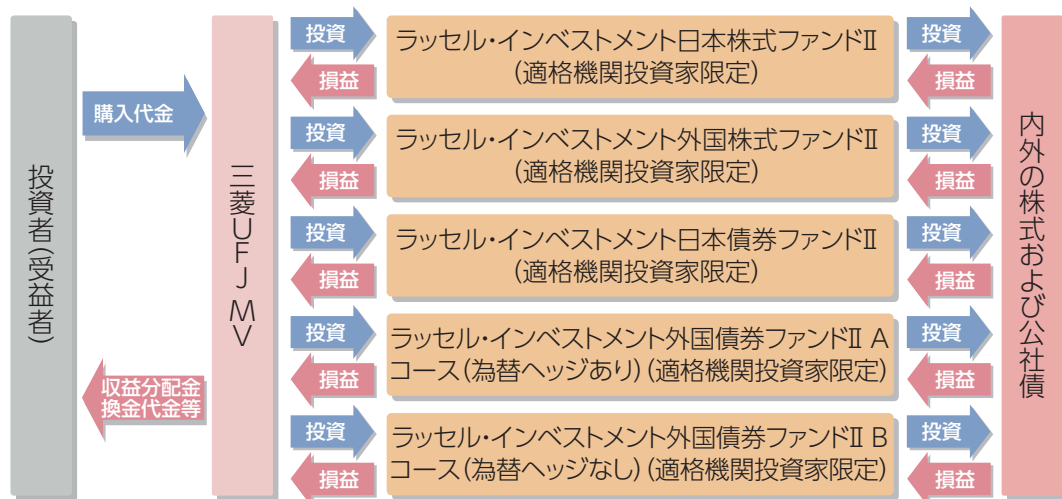 投資者(受益者)
購入代金
収益分配金
換金代金等
三菱UFJ MV
投資
損益
ラッセル・インベストメント日本株式ファンドⅡ
(適格機関投資家限定)
投資
損益
投資
損益
ラッセル・インベストメント外国株式ファンドⅡ
(適格機関投資家限定)
投資
損益
投資
損益
ラッセル・インベストメント日本債券ファンドⅡ
(適格機関投資家限定)
投資
損益
投資
損益
ラッセル・インベストメント外国債券ファンドⅡ A
コース(為替ヘッジあり)(適格機関投資家限定)
投資
損益
投資
損益
ラッセル・インベストメント外国債券ファンドⅡ B
コース(為替ヘッジなし)(適格機関投資家限定)
投資
損益
内外の株式および公社債